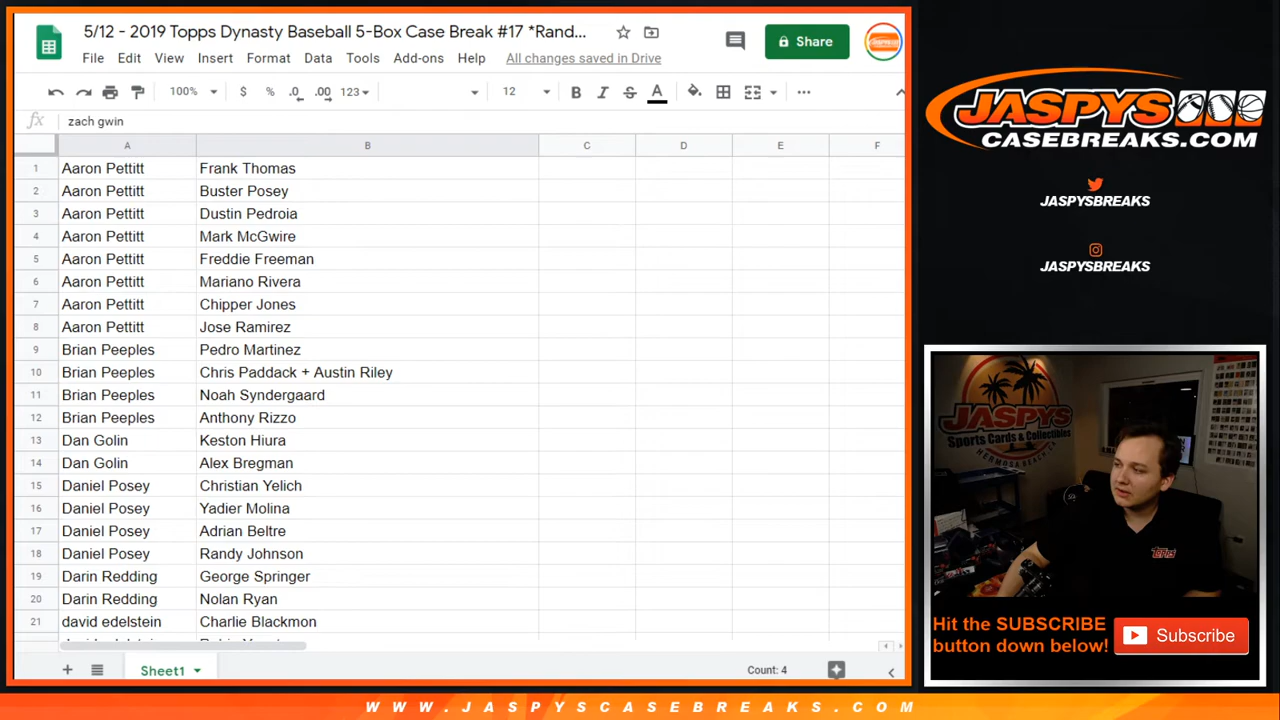 5/12 - 2019 Topps Dynasty Baseball 5-Box Case Break #17 *Rand...
Share
File Edit View Insert Format Data Tools Add-ons Help All changes saved in Drive
100% $ % .0 .00 123 12 B I S A
fx zach gwin
A B C D E F
1 Aaron Pettitt Frank Thomas
2 Aaron Pettitt Buster Posey
3 Aaron Pettitt Dustin Pedroia
4 Aaron Pettitt Mark McGwire
5 Aaron Pettitt Freddie Freeman
6 Aaron Pettitt Mariano Rivera
7 Aaron Pettitt Chipper Jones
8 Aaron Pettitt Jose Ramirez
9 Brian Peeples Pedro Martinez
10 Brian Peeples Chris Paddack + Austin Riley
11 Brian Peeples Noah Syndergaard
12 Brian Peeples Anthony Rizzo
13 Dan Golin Keston Hiura
14 Dan Golin Alex Bregman
15 Daniel Posey Christian Yelich
16 Daniel Posey Yadier Molina
17 Daniel Posey Adrian Beltre
18 Daniel Posey Randy Johnson
19 Darin Redding George Springer
20 Darin Redding Nolan Ryan
21 david edelstein Charlie Blackmon
Sheet1
Count: 4
JASPYS
CASEBREAKS.COM
JASPYSBREAKS
JASPYSBREAKS
JASPYS
Sports Cards & Collectibles
HERMOSA BEACH, CA
topps
Hit the SUBSCRIBE
button down below!
Subscribe
WWW.JASPYSCASEBREAKS.COM